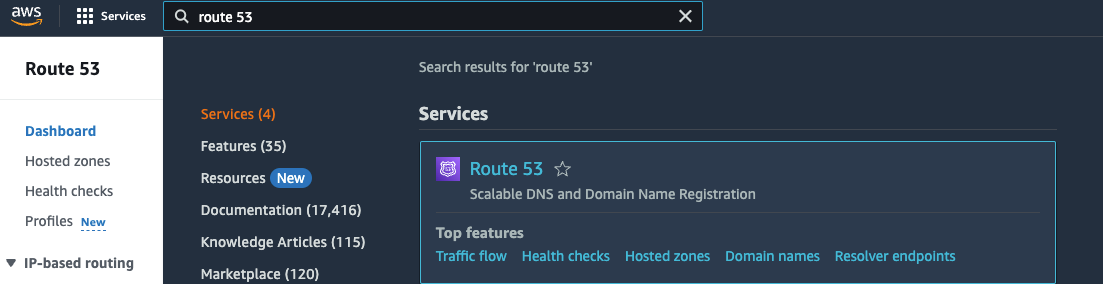 aws
Services
route 53
Route 53
Dashboard
Hosted zones
Health checks
Profiles New
IP-based routing
Search results for 'route 53'
Services (4)
Features (35)
Resources New
Documentation (17,416)
Knowledge Articles (115)
Marketplace (120)
Services
Route 53
Scalable DNS and Domain Name Registration
Top features
Traffic flow Health checks Hosted zones Domain names Resolver endpoints